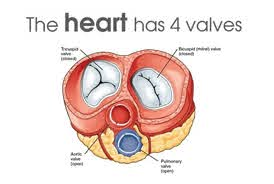 The heart has 4 valves
Tricuspid
valve
(closed)
Bicuspid (mitral) valve
(closed)
Aortic
valve
(open)
Pulmonary
valve
(open)